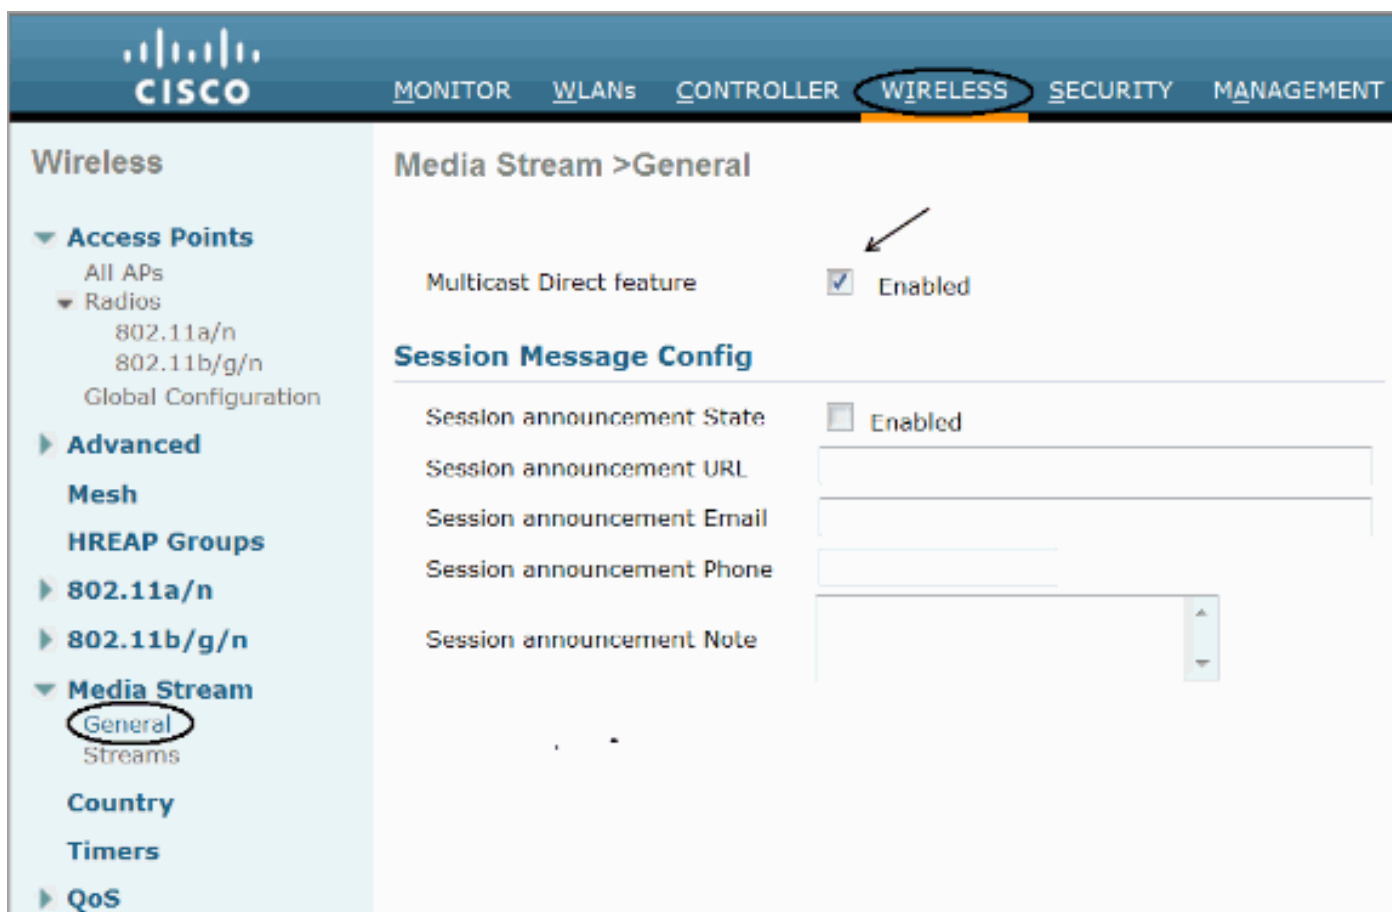 CISCO
MONITOR WLANs CONTROLLER WIRELESS SECURITY MANAGEMENT
Wireless
Access Points
All APs
Radios
802.11a/n
802.11b/g/n
Global Configuration
Advanced
Mesh
HREAP Groups
802.11a/n
802.11b/g/n
Media Stream
General
Streams
Country
Timers
QoS
Media Stream >General
Multicast Direct feature Enabled
Session Message Config
Session announcement State Enabled
Session announcement URL
Session announcement Email
Session announcement Phone
Session announcement Note